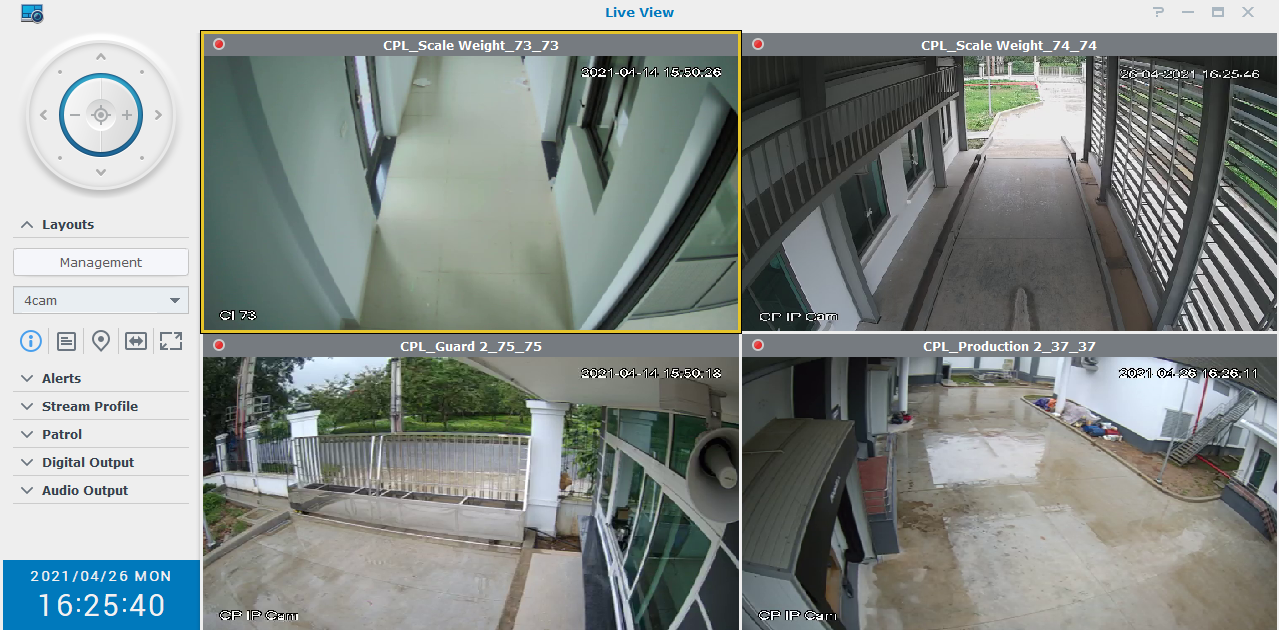 Live View
Layouts
Management
4cam
Alerts
Stream Profile
Patrol
Digital Output
Audio Output
2021/04/26 MON
16:25:40
CPL_Scale Weight_73_73
2021-04-14 15:50:26
CI 73
CPL_Scale Weight_74_74
26-04-2021 16:25:46
CP IP Cam
CPL_Guard 2_75_75
2021-04-14 15:50:18
CP IP Cam
CPL_Production 2_37_37
2021-04-26 16:26:11
CP IP Cam